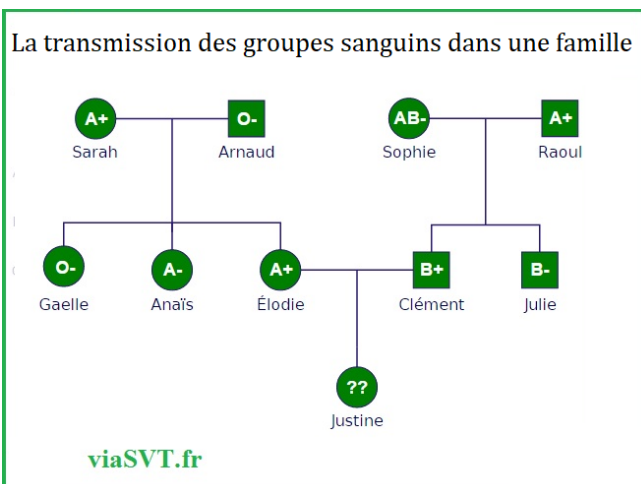 La transmission des groupes sanguins dans une famille
A+ O- AB- A+
Sarah Arnaud Sophie Raoul
O- A- A+ B+ B-
Gaelle Anaïs Élodie Clément Julie
??
Justine
viaSVT.fr